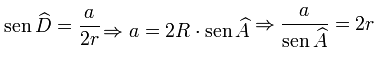 sen D̂ = a/2r ⇒ a = 2R · sen Â ⇒ a/sen Â = 2r